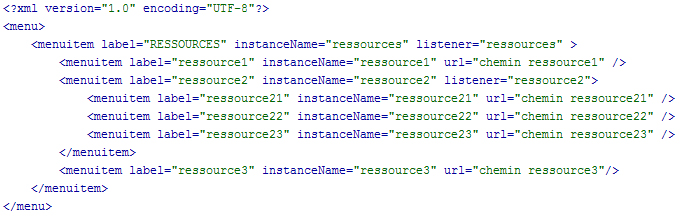 <?xml version="1.0" encoding="UTF-8"?>
<menu>
<menuitem label="RESSOURCES" instanceName="ressources" listener="ressources" >
<menuitem label="ressource1" instanceName="ressource1" url="chemin ressource1" />
<menuitem label="ressource2" instanceName="ressource2" listener="ressource2">
<menuitem label="ressource21" instanceName="ressource21" url="chemin ressource21" />
<menuitem label="ressource22" instanceName="ressource22" url="chemin ressource22" />
<menuitem label="ressource23" instanceName="ressource23" url="chemin ressource23" />
</menuitem>
<menuitem label="ressource3" instanceName="ressource3" url="chemin ressource3"/>
</menuitem>
</menu>